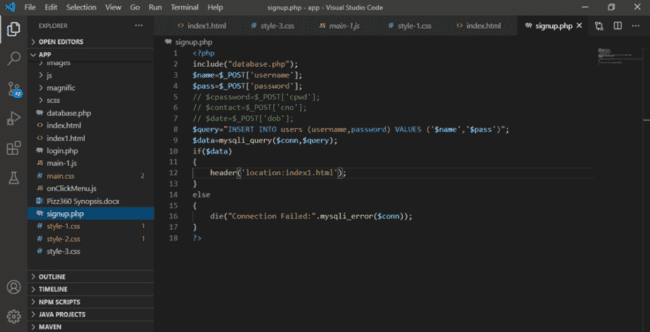 File Edit Selection View Go Run Terminal Help
signup.php - app - Visual Studio Code
EXPLORER
OPEN EDITORS
APP
images
js
magnific
scss
database.php
index.html
index1.html
login.php
main-1.js
main.css 1
onClickMenu.js
Pizz360 Synopsis.docx
signup.php
style-1.css 1
style-2.css 1
style-3.css
OUTLINE
TIMELINE
NPM SCRIPTS
JAVA PROJECTS
MAVEN
index1.html
style-3.css
main-1.js
style-1.css
index.html
signup.php
signup.php
1 <?php
2 include("database.php");
3 $name=$_POST['username'];
4 $pass=$_POST['password'];
5 // $cpassword=$_POST['cpwd'];
6 // $contact=$_POST['cno'];
7 // $date=$_POST['dob'];
8 $query="INSERT INTO users (username,password) VALUES ('$name','$pass')";
9 $data=mysqli_query($conn,$query);
10 if($data)
11 {
12 header('location:index1.html');
13 }
14 else
15 {
16 die("Connection Failed:".mysqli_error($conn));
17 }
18 ?>